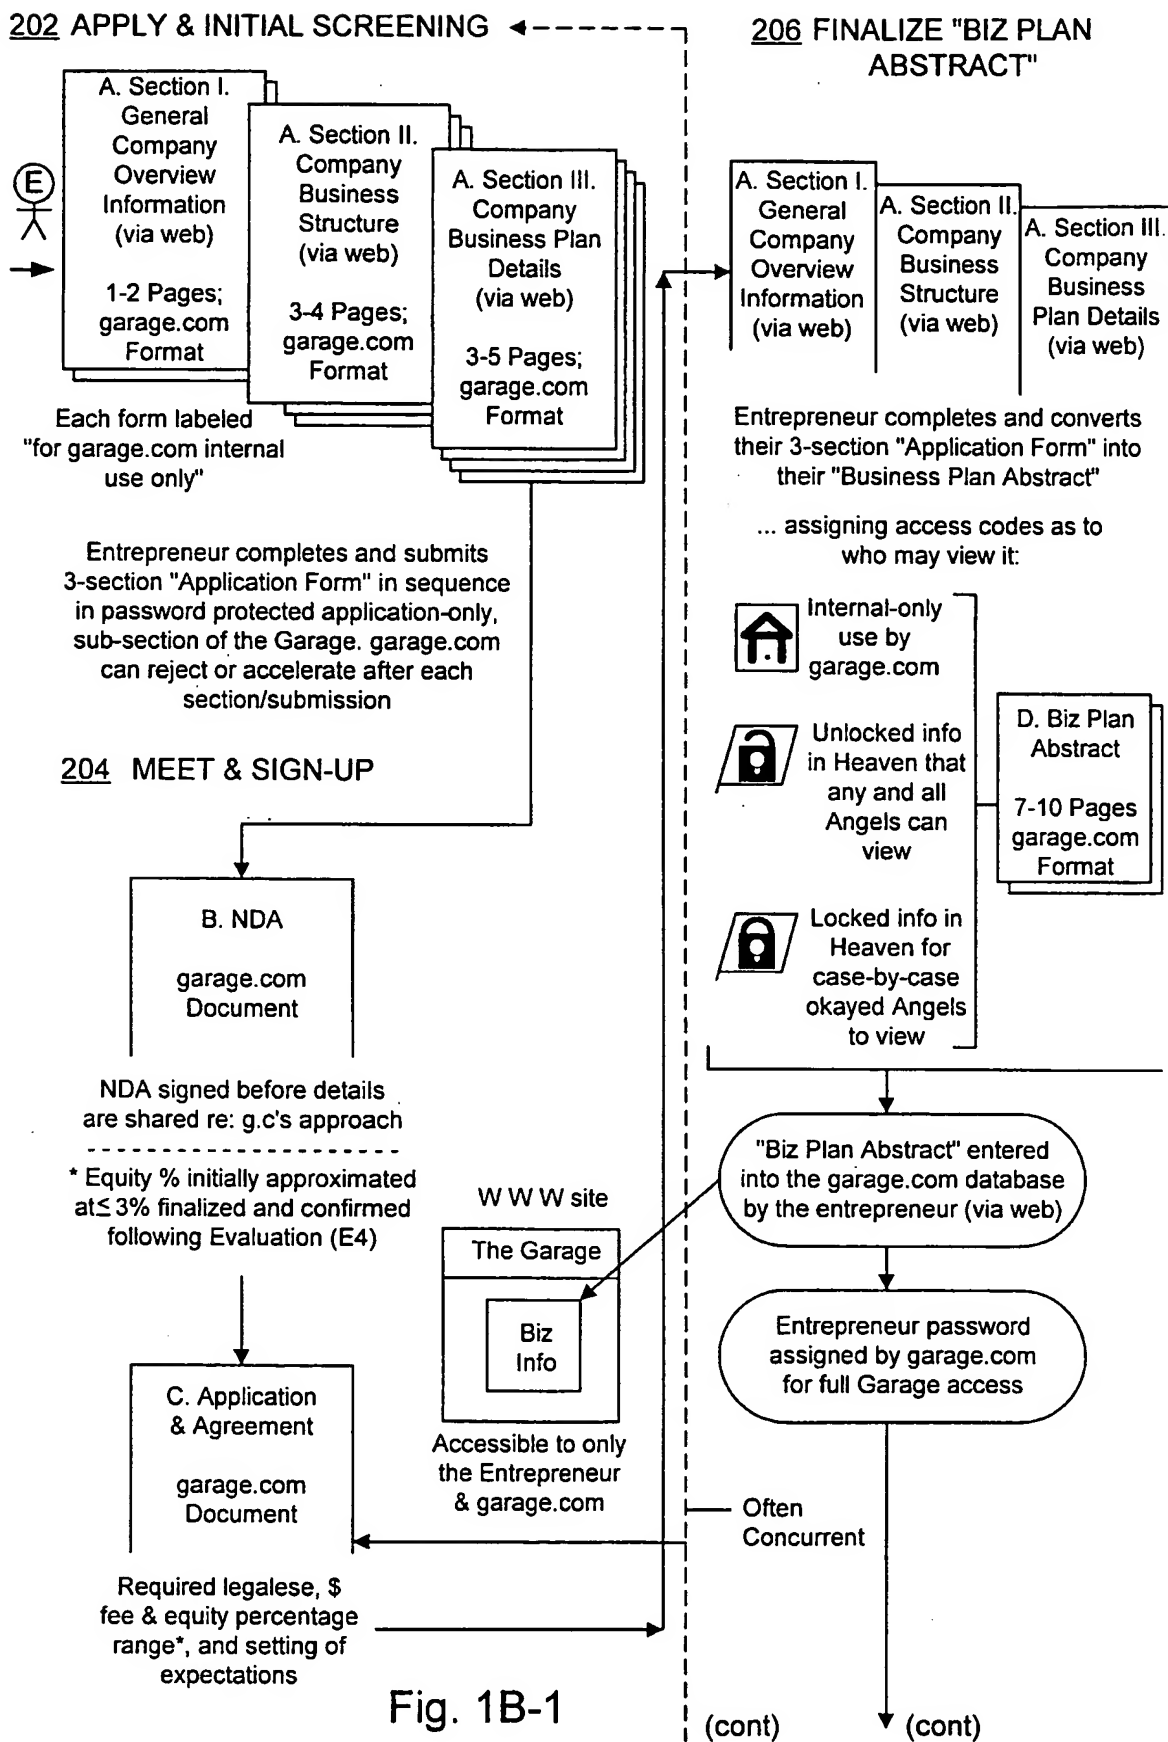 202 APPLY & INITIAL SCREENING
E
A. Section I.
General
Company
Overview
Information
(via web)
1-2 Pages;
garage.com
Format
A. Section II.
Company
Business
Structure
(via web)
3-4 Pages;
garage.com
Format
A. Section III.
Company
Business Plan
Details
(via web)
3-5 Pages;
garage.com
Format
Each form labeled
"for garage.com internal
use only"
Entrepreneur completes and submits
3-section "Application Form" in sequence
in password protected application-only,
sub-section of the Garage. garage.com
can reject or accelerate after each
section/submission
204 MEET & SIGN-UP
B. NDA
garage.com
Document
NDA signed before details
are shared re: g.c's approach
* Equity % initially approximated
at≤ 3% finalized and confirmed
following Evaluation (E4)
C. Application
& Agreement
garage.com
Document
Required legalese, $
fee & equity percentage
range*, and setting of
expectations
W W W site
The Garage
Biz
Info
Accessible to only
the Entrepreneur
& garage.com
206 FINALIZE "BIZ PLAN
ABSTRACT"
A. Section I.
General
Company
Overview
Information
(via web)
A. Section II.
Company
Business
Structure
(via web)
A. Section III.
Company
Business
Plan Details
(via web)
Entrepreneur completes and converts
their 3-section "Application Form" into
their "Business Plan Abstract"
... assigning access codes as to
who may view it:
Internal-only
use by
garage.com
Unlocked info
in Heaven that
any and all
Angels can
view
Locked info in
Heaven for
case-by-case
okayed Angels
to view
D. Biz Plan
Abstract
7-10 Pages
garage.com
Format
"Biz Plan Abstract" entered
into the garage.com database
by the entrepreneur (via web)
Entrepreneur password
assigned by garage.com
for full Garage access
Often
Concurrent
(cont)
(cont)
Fig. 1B-1